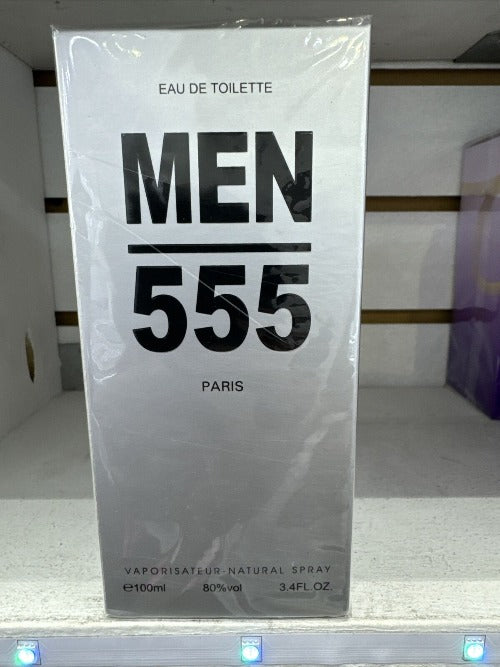 EAU DE TOILETTE
MEN
555
PARIS
VAPORISATEUR-NATURAL SPRAY
℮100ml 80%vol 3.4FL.OZ.